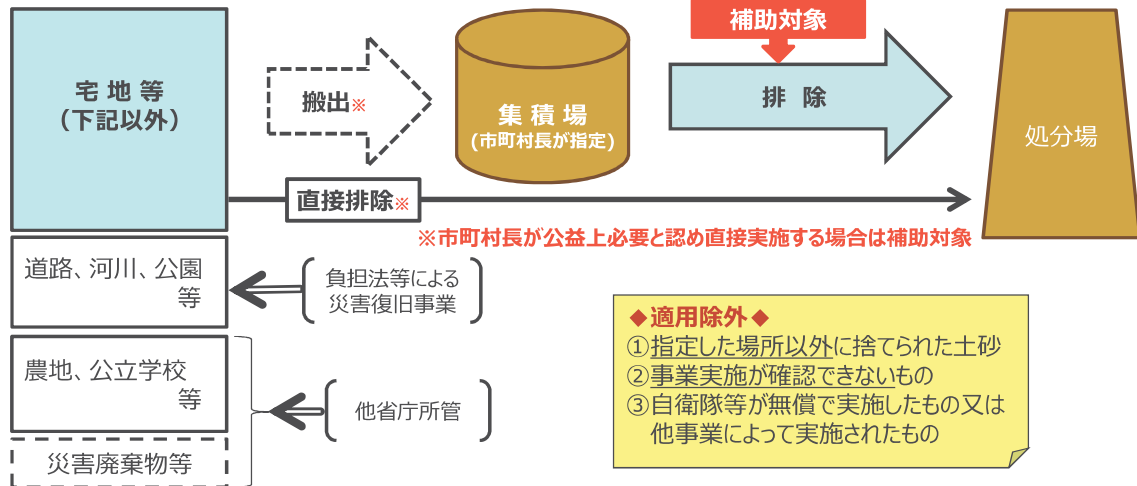 補助対象
宅地等
(下記以外)
搬出※
集積場
(市町村長が指定)
排除
処分場
直接排除※
※市町村長が公益上必要と認め直接実施する場合は補助対象
道路、河川、公園
等
負担法等による
災害復旧事業
農地、公立学校
等
他省庁所管
災害廃棄物等
◆適用除外◆
①指定した場所以外に捨てられた土砂
②事業実施が確認できないもの
③自衛隊等が無償で実施したもの又は
他事業によって実施されたもの